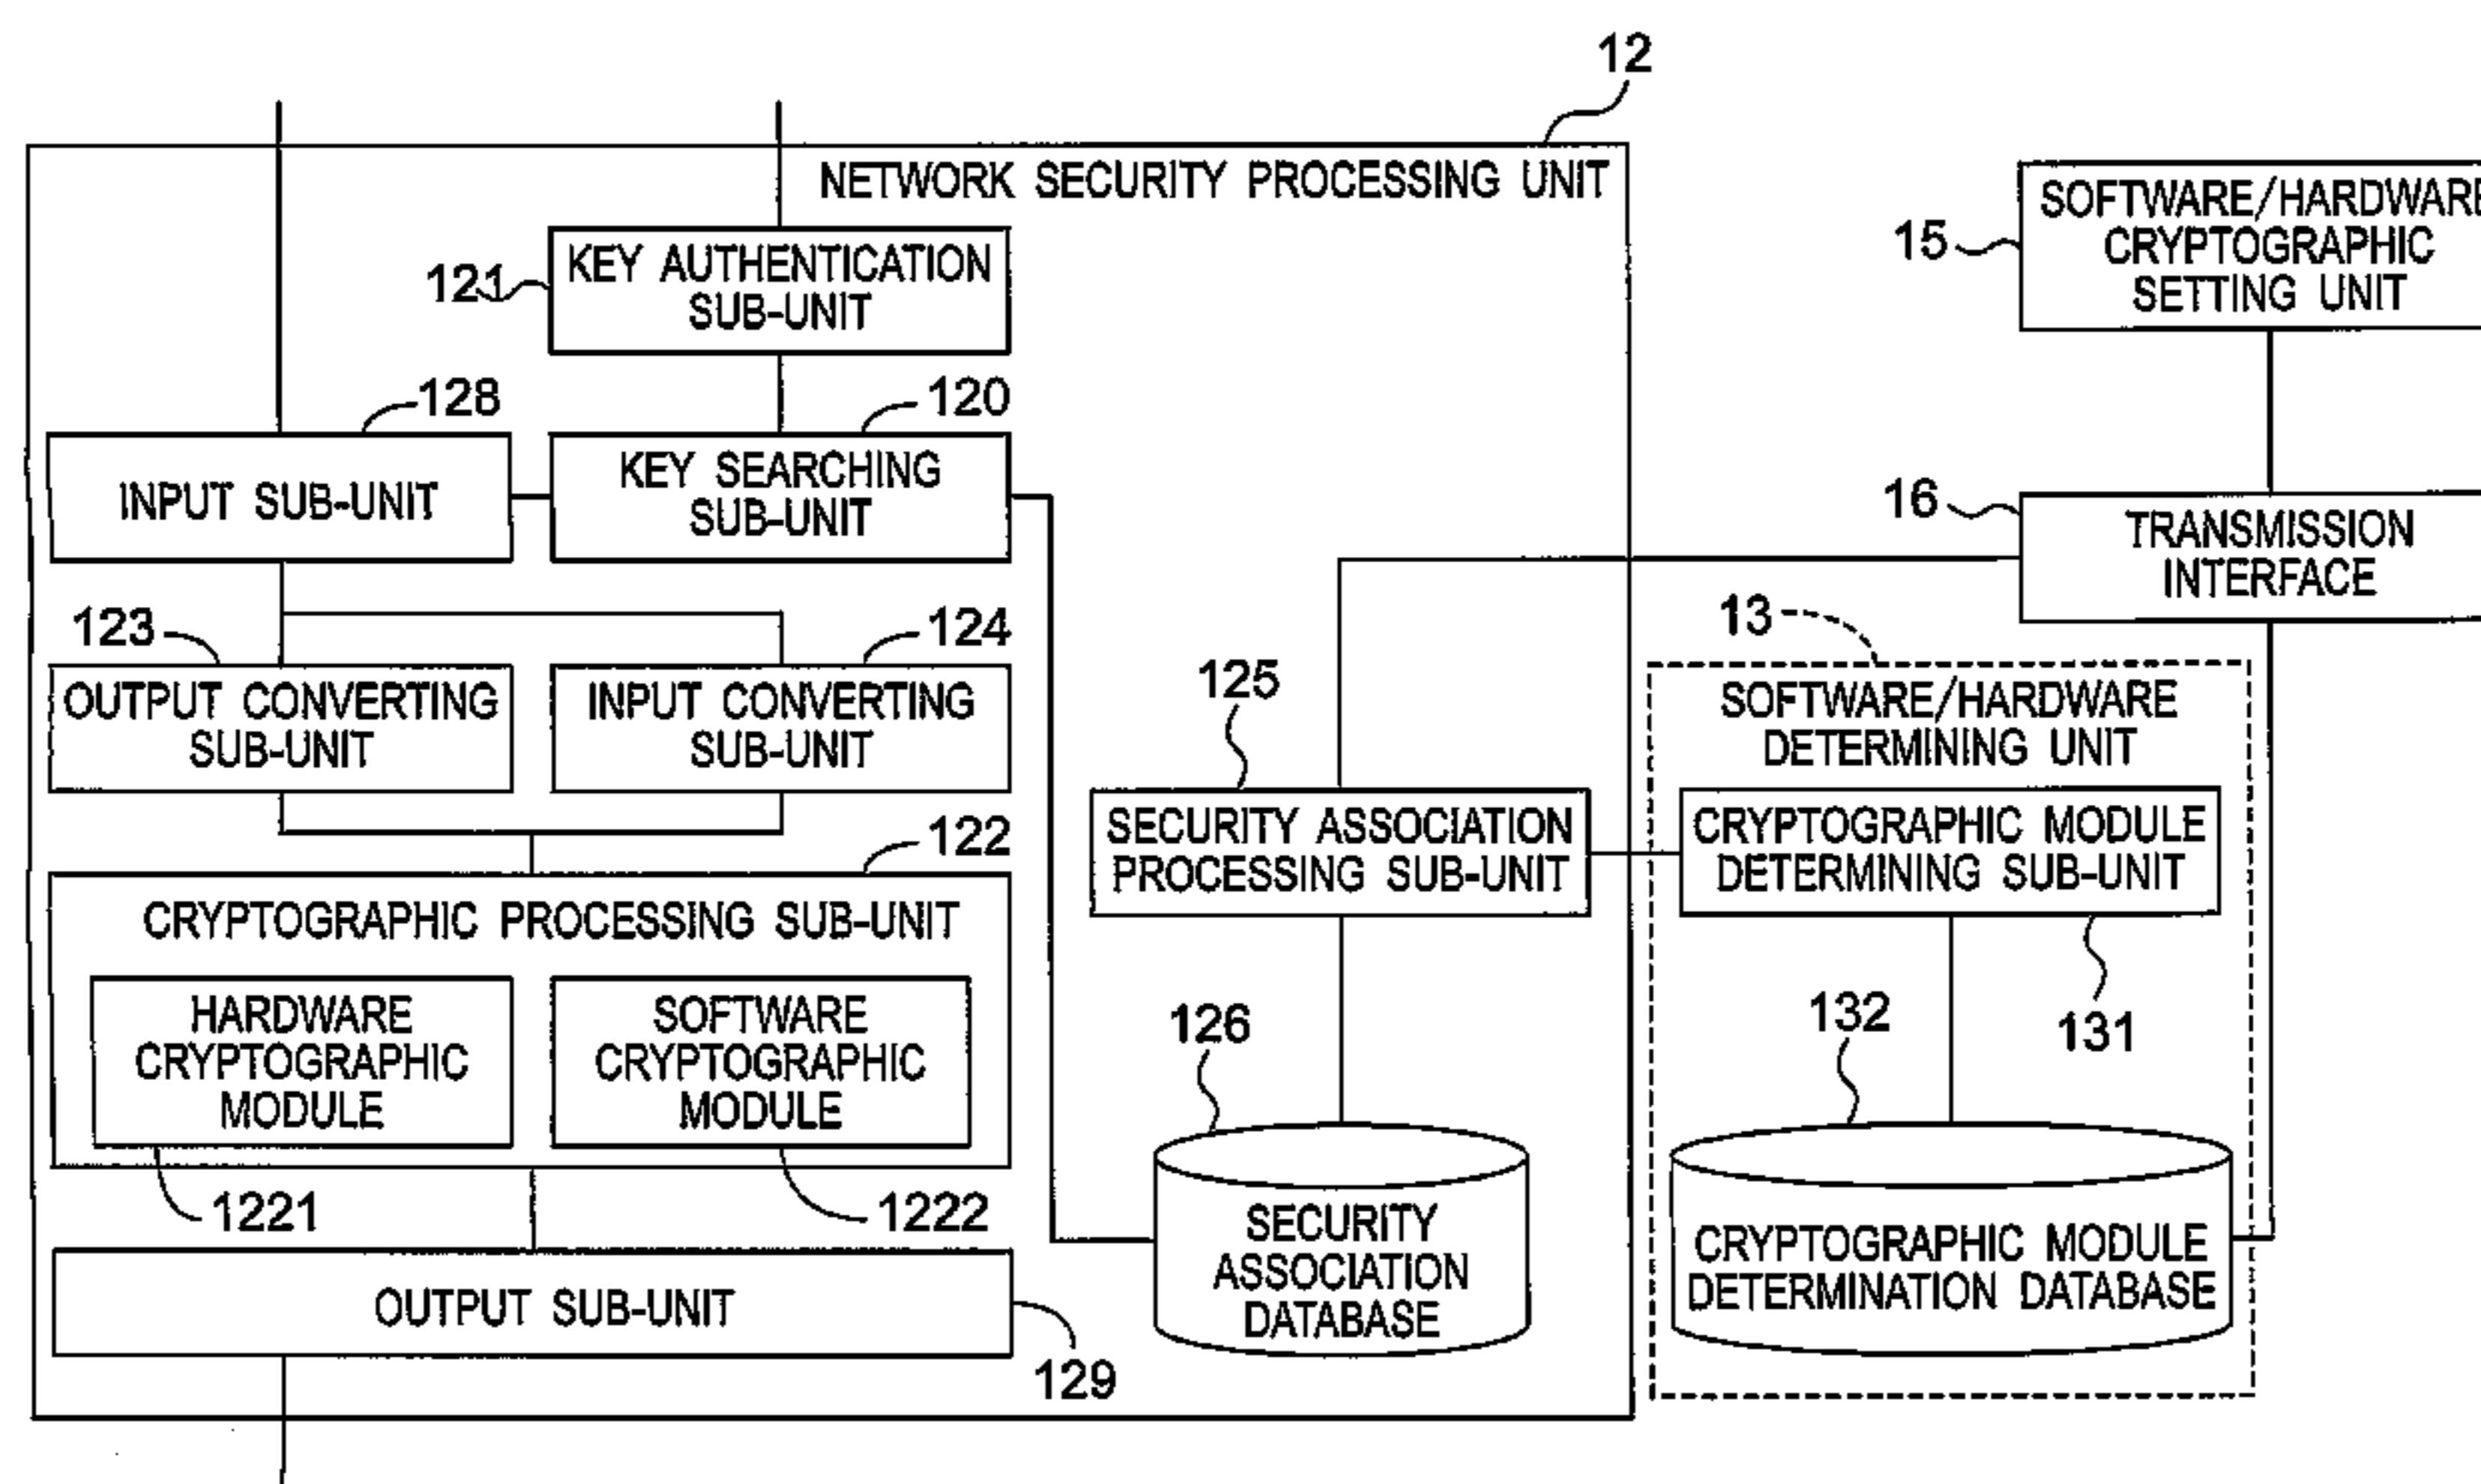 12
NETWORK SECURITY PROCESSING UNIT
SOFTWARE/HARDWARE
CRYPTOGRAPHIC
SETTING UNIT
15
121
KEY AUTHENTICATION
SUB-UNIT
128
120
INPUT SUB-UNIT
KEY SEARCHING
SUB-UNIT
16
TRANSMISSION
INTERFACE
123
124
13
OUTPUT CONVERTING
SUB-UNIT
INPUT CONVERTING
SUB-UNIT
125
SOFTWARE/HARDWARE
DETERMINING UNIT
122
SECURITY ASSOCIATION
PROCESSING SUB-UNIT
CRYPTOGRAPHIC MODULE
DETERMINING SUB-UNIT
CRYPTOGRAPHIC PROCESSING SUB-UNIT
HARDWARE
CRYPTOGRAPHIC
MODULE
SOFTWARE
CRYPTOGRAPHIC
MODULE
126
132
131
1221
1222
SECURITY
ASSOCIATION
DATABASE
CRYPTOGRAPHIC MODULE
DETERMINATION DATABASE
OUTPUT SUB-UNIT
129